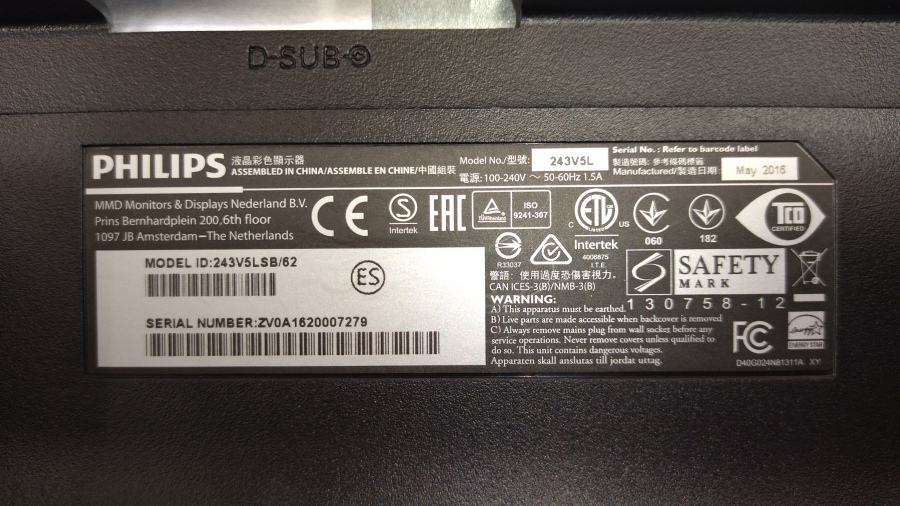 D-SUB
PHILIPS 液晶彩色顯示器
ASSEMBLED IN CHINA/ASSEMBLE EN CHINE/中國組裝
Model No./型號: 243V5L
電源: 100-240V ～ 50-60Hz 1.5A
Serial No.: Refer to barcode label
製造號碼: 參考條碼標籤
Manufactured/製造日期: May 2016
MMD Monitors & Displays Nederland B.V.
Prins Bernhardplein 200,6th floor
1097 JB Amsterdam–The Netherlands
CE
S
Intertek
EAC
TÜVRheinland
ISO
9241-307
ETL
C US
LISTED
Intertek
4006875
I.T.E.
060
182
TCO
CERTIFIED
R33037
MODEL ID:243V5LSB/62
ES
SERIAL NUMBER:ZV0A1620007279
警語: 使用過度恐傷害視力。
CAN ICES-3(B)/NMB-3(B)
SAFETY
MARK
130758-12
WARNING:
A) This apparatus must be earthed.
B) Live parts are made accessible when backcover is removed
C) Always remove mains plug from wall socket before any
service operations. Never remove covers unless qualified to
do so. This unit contains dangerous voltages.
Apparaten skall anslutas till jordat uttag.
FC
energy
ENERGY STAR
D40G024N81311A XY